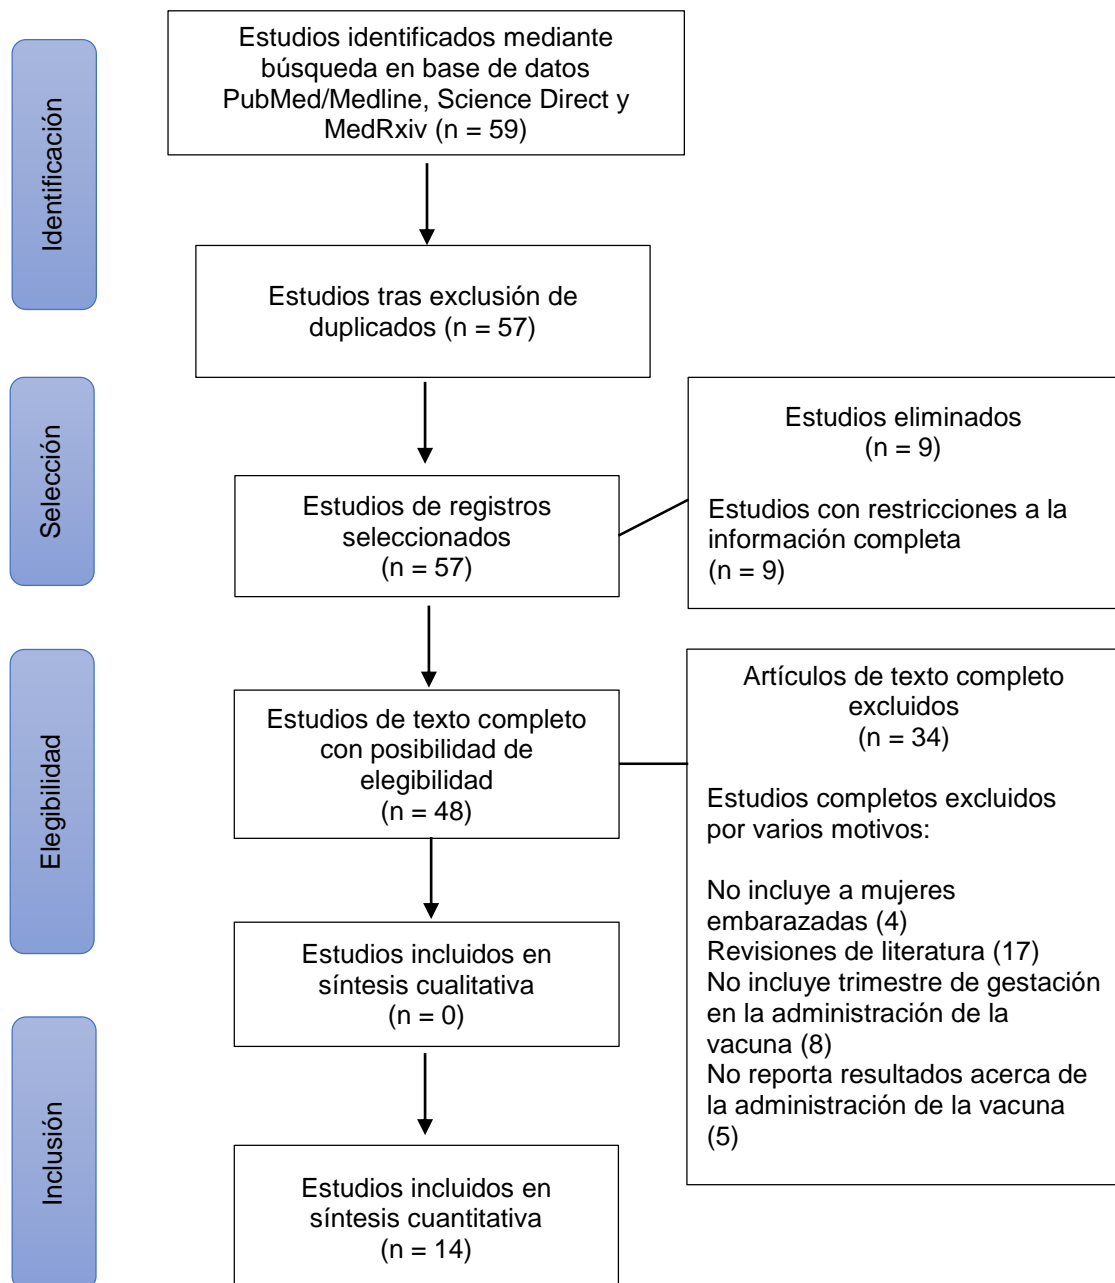 Identificación
Estudios identificados mediante
búsqueda en base de datos
PubMed/Medline, Science Direct y
MedRxiv (n = 59)
Estudios tras exclusión de
duplicados (n = 57)
Selección
Estudios de registros
seleccionados
(n = 57)
Estudios eliminados
(n = 9)
Estudios con restricciones a la
información completa
(n = 9)
Elegibilidad
Estudios de texto completo
con posibilidad de
elegibilidad
(n = 48)
Artículos de texto completo
excluidos
(n = 34)
Estudios completos excluidos
por varios motivos:
No incluye a mujeres
embarazadas (4)
Revisiones de literatura (17)
No incluye trimestre de gestación
en la administración de la
vacuna (8)
No reporta resultados acerca de
la administración de la vacuna
(5)
Estudios incluidos en
síntesis cualitativa
(n = 0)
Inclusión
Estudios incluidos en
síntesis cuantitativa
(n = 14)